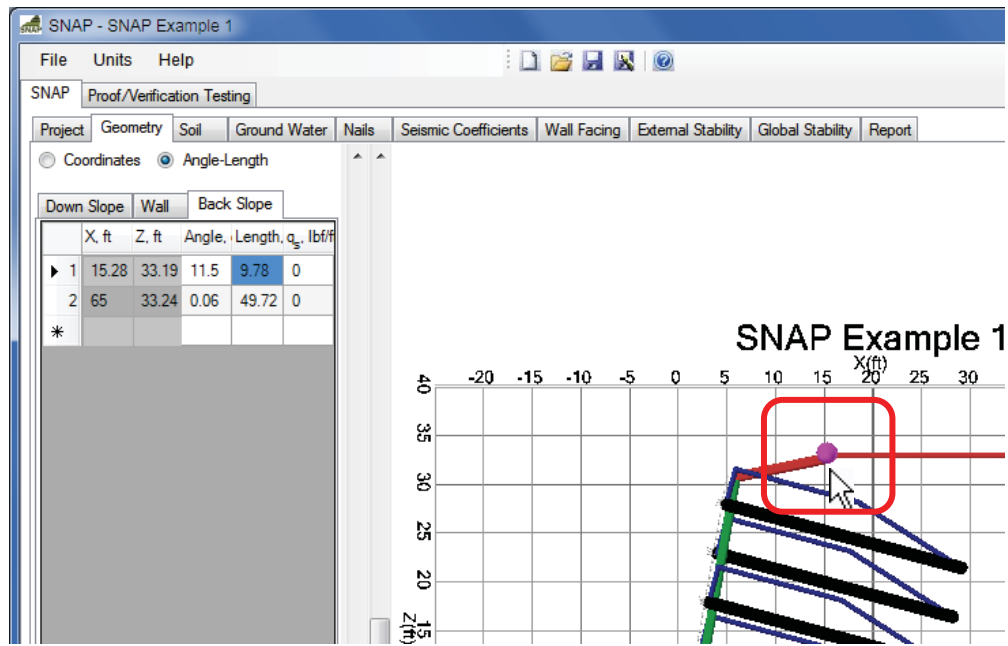 SNAP - SNAP Example 1
File Units Help
SNAP Proof/Verification Testing
Project Geometry Soil Ground Water Nails Seismic Coefficients Wall Facing External Stability Global Stability Report
Coordinates Angle-Length
Down Slope Wall Back Slope
X, ft Z, ft Angle, Length, qs, lbf/f
1 15.28 33.19 11.5 9.78 0
2 65 33.24 0.06 49.72 0
SNAP Example 1
X(ft)
-20 -15 -10 -5 0 5 10 15 20 25 30
40
35
30
25
20
15
Z(ft)